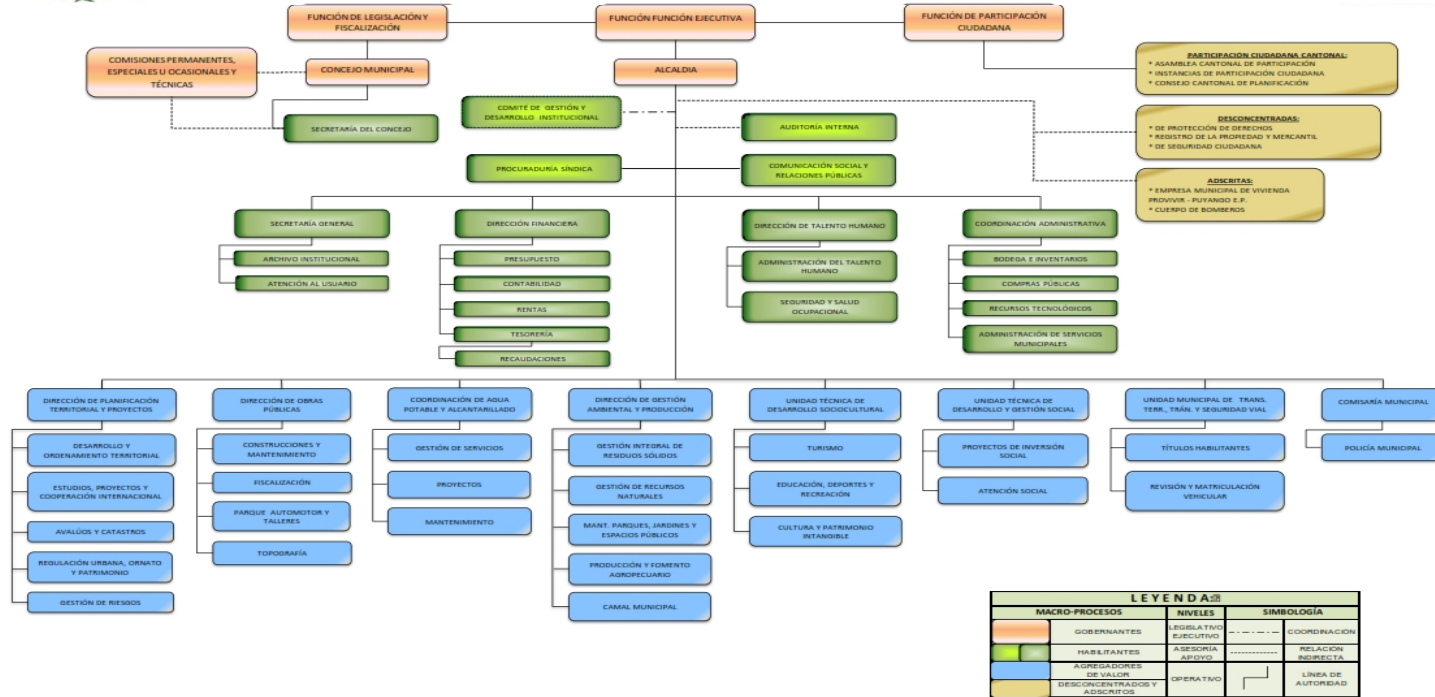 FUNCIÓN DE LEGISLACIÓN Y
FISCALIZACIÓN
FUNCIÓN FUNCIÓN EJECUTIVA
FUNCIÓN DE PARTICIPACIÓN
CIUDADANA
COMISIONES PERMANENTES,
ESPECIALES U OCASIONALES Y
TÉCNICAS
CONCEJO MUNICIPAL
ALCALDIA
PARTICIPACIÓN CIUDADANA CANTONAL:
* ASAMBLEA CANTONAL DE PARTICIPACIÓN
* INSTANCIAS DE PARTICIPACIÓN CIUDADANA
* CONSEJO CANTONAL DE PLANIFICACIÓN
COMITÉ DE GESTIÓN Y
DESARROLLO INSTITUCIONAL
SECRETARÍA DEL CONCEJO
AUDITORÍA INTERNA
DESCONCENTRADAS:
* DE PROTECCIÓN DE DERECHOS
* REGISTRO DE LA PROPIEDAD Y MERCANTIL
* DE SEGURIDAD CIUDADANA
PROCURADURÍA SÍNDICA
COMUNICACIÓN SOCIAL Y
RELACIONES PÚBLICAS
ADSCRITAS:
* EMPRESA MUNICIPAL DE VIVIENDA
PROVIVIR - PUYANGO E.P.
* CUERPO DE BOMBEROS
SECRETARÍA GENERAL
ARCHIVO INSTITUCIONAL
ATENCIÓN AL USUARIO
DIRECCIÓN FINANCIERA
PRESUPUESTO
CONTABILIDAD
RENTAS
TESORERÍA
RECAUDACIONES
DIRECCIÓN DE TALENTO HUMANO
ADMINISTRACIÓN DEL TALENTO
HUMANO
SEGURIDAD Y SALUD
OCUPACIONAL
COORDINACIÓN ADMINISTRATIVA
BODEGA E INVENTARIOS
COMPRAS PÚBLICAS
RECURSOS TECNOLÓGICOS
ADMINISTRACIÓN DE SERVICIOS
MUNICIPALES
DIRECCIÓN DE PLANIFICACIÓN
TERRITORIAL Y PROYECTOS
DESARROLLO Y
ORDENAMIENTO TERRITORIAL
ESTUDIOS, PROYECTOS Y
COOPERACIÓN INTERNACIONAL
AVALÚOS Y CATASTROS
REGULACIÓN URBANA, ORNATO
Y PATRIMONIO
GESTIÓN DE RIESGOS
DIRECCIÓN DE OBRAS
PÚBLICAS
CONSTRUCCIONES Y
MANTENIMIENTO
FISCALIZACIÓN
PARQUE AUTOMOTOR Y
TALLERES
TOPOGRAFÍA
COORDINACIÓN DE AGUA
POTABLE Y ALCANTARILLADO
GESTIÓN DE SERVICIOS
PROYECTOS
MANTENIMIENTO
DIRECCIÓN DE GESTIÓN
AMBIENTAL Y PRODUCCIÓN
GESTIÓN INTEGRAL DE
RESIDUOS SÓLIDOS
GESTIÓN DE RECURSOS
NATURALES
MANT. PARQUES, JARDINES Y
ESPACIOS PÚBLICOS
PRODUCCIÓN Y FOMENTO
AGROPECUARIO
CAMAL MUNICIPAL
UNIDAD TÉCNICA DE
DESARROLLO SOCIOCULTURAL
TURISMO
EDUCACIÓN, DEPORTES Y
RECREACIÓN
CULTURA Y PATRIMONIO
INTANGIBLE
UNIDAD TÉCNICA DE
DESARROLLO Y GESTIÓN SOCIAL
PROYECTOS DE INVERSIÓN
SOCIAL
ATENCIÓN SOCIAL
UNIDAD MUNICIPAL DE TRANS.
TERR., TRÁN. Y SEGURIDAD VIAL
TÍTULOS HABILITANTES
REVISIÓN Y MATRICULACIÓN
VEHICULAR
COMISARÍA MUNICIPAL
POLICÍA MUNICIPAL
LEYENDA
MACRO-PROCESOS NIVELES SIMBOLOGÍA
GOBERNANTES LEGISLATIVO EJECUTIVO COORDINACIÓN
HABILITANTES ASESORÍA APOYO RELACIÓN INDIRECTA
AGREGADORES DE VALOR OPERATIVO LÍNEA DE AUTORIDAD
DESCONCENTRADOS Y ADSCRITOS